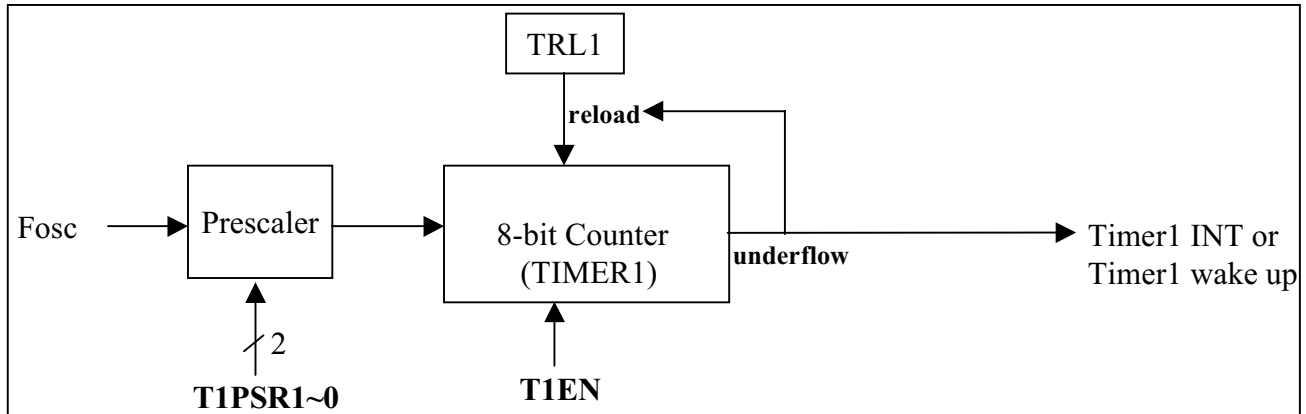 TRL1
reload
Fosc
Prescaler
8-bit Counter
(TIMER1)
underflow
Timer1 INT or
Timer1 wake up
2
T1PSR1~0
T1EN